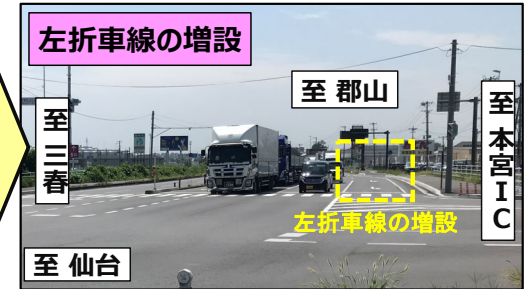 左折車線の増設
至 郡山
至 三春
至 本宮IC
左折車線の増設
至 仙台